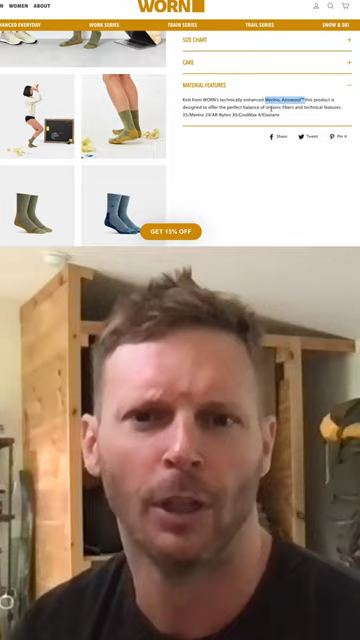 N WOMEN ABOUT
WORN
ENHANCED EVERYDAY WORK SERIES TRAIN SERIES TRAIL SERIES SNOW & SKI
SIZE CHART
CARE
MATERIAL FEATURES
Knit from WORN's technically enhanced Merino, Airwool™ this product is
designed to offer the perfect balance of organic fibers and technical features.
33/Merino 29/AR Nylon 30/CoolMax 4/Elastane
Share Tweet Pin it
GET 15% OFF